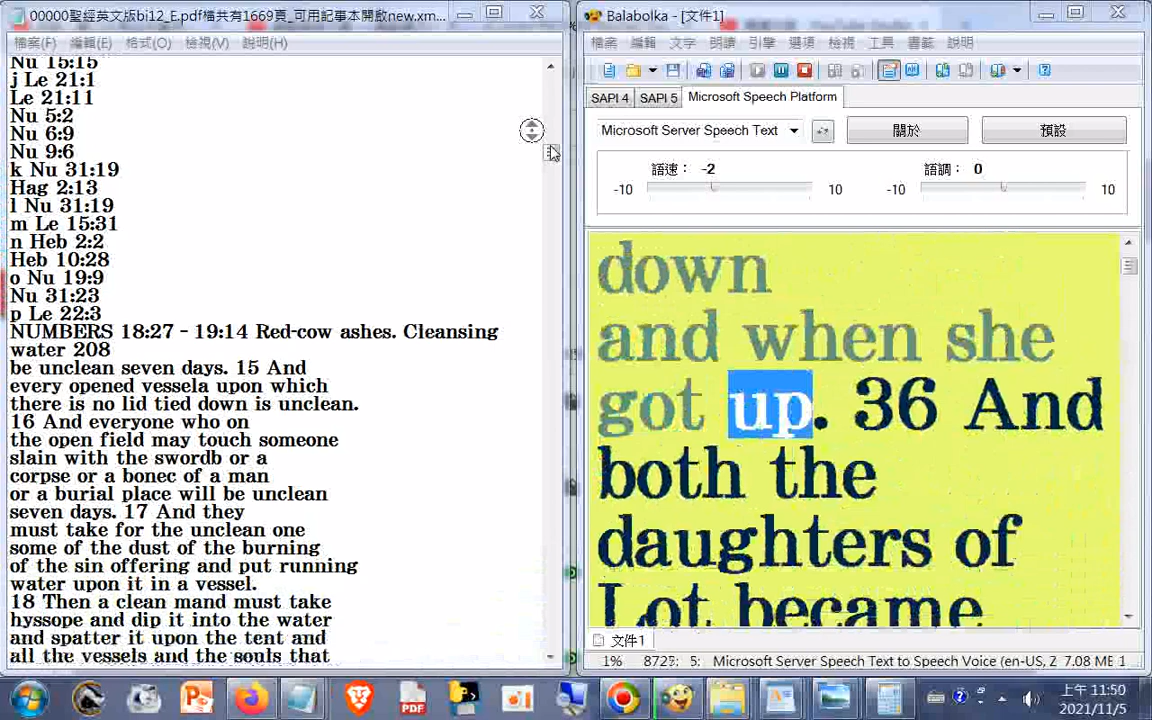 00000聖經英文版bi12_E.pdf檔共有1669頁_可用記事本開啟new.xm...
檔案(F) 編輯(E) 格式(O) 檢視(V) 說明(H)
Nu 15:15
j Le 21:1
Le 21:11
Nu 5:2
Nu 6:9
Nu 9:6
k Nu 31:19
Hag 2:13
l Nu 31:19
m Le 15:31
n Heb 2:2
Heb 10:28
o Nu 19:9
Nu 31:23
p Le 22:3
NUMBERS 18:27 - 19:14 Red-cow ashes. Cleansing
water 208
be unclean seven days. 15 And
every opened vessela upon which
there is no lid tied down is unclean.
16 And everyone who on
the open field may touch someone
slain with the swordb or a
corpse or a bonec of a man
or a burial place will be unclean
seven days. 17 And they
must take for the unclean one
some of the dust of the burning
of the sin offering and put running
water upon it in a vessel.
18 Then a clean mand must take
hyssope and dip it into the water
and spatter it upon the tent and
all the vessels and the souls that
Balabolka - [文件1]
檔案 編輯 文字 朗讀 引擎 選項 檢視 工具 書籤 說明
SAPI 4 SAPI 5 Microsoft Speech Platform
Microsoft Server Speech Text 關於 預設
語速： -2 語調： 0
-10 10 -10 10
down
and when she
got up. 36 And
both the
daughters of
Lot became
文件1
1% 8723: 5: Microsoft Server Speech Text to Speech Voice (en-US, Z 7.08 ME 1
上午 11:50
2021/11/5
PDF